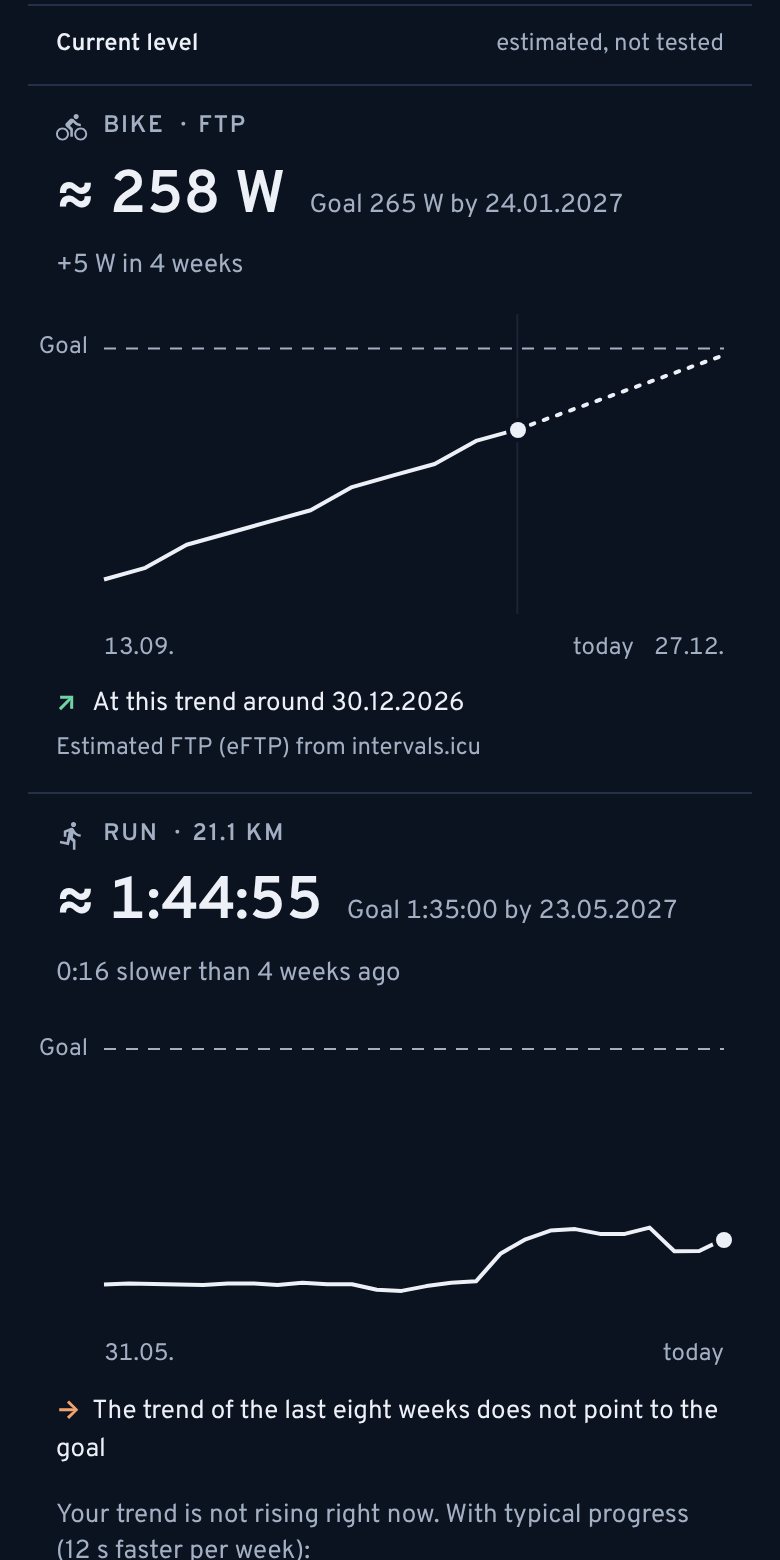 Current level estimated, not tested
BIKE · FTP
≈ 258 W Goal 265 W by 24.01.2027
+5 W in 4 weeks
Goal
13.09. today 27.12.
At this trend around 30.12.2026
Estimated FTP (eFTP) from intervals.icu
RUN · 21.1 KM
≈ 1:44:55 Goal 1:35:00 by 23.05.2027
0:16 slower than 4 weeks ago
Goal
31.05. today
→ The trend of the last eight weeks does not point to the
goal
Your trend is not rising right now. With typical progress
(12 s faster per week):